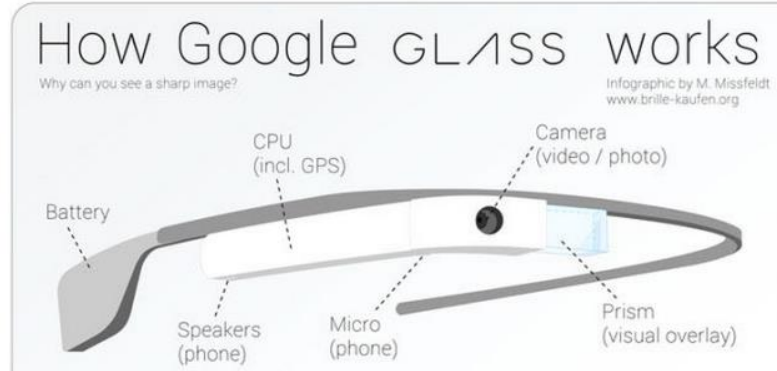 How Google GLASS works
Why can you see a sharp image?
Infographic by M. Missfeldt
www.brille-kaufen.org
Camera
(video / photo)
CPU
(incl. GPS)
Battery
Speakers
(phone)
Micro
(phone)
Prism
(visual overlay)